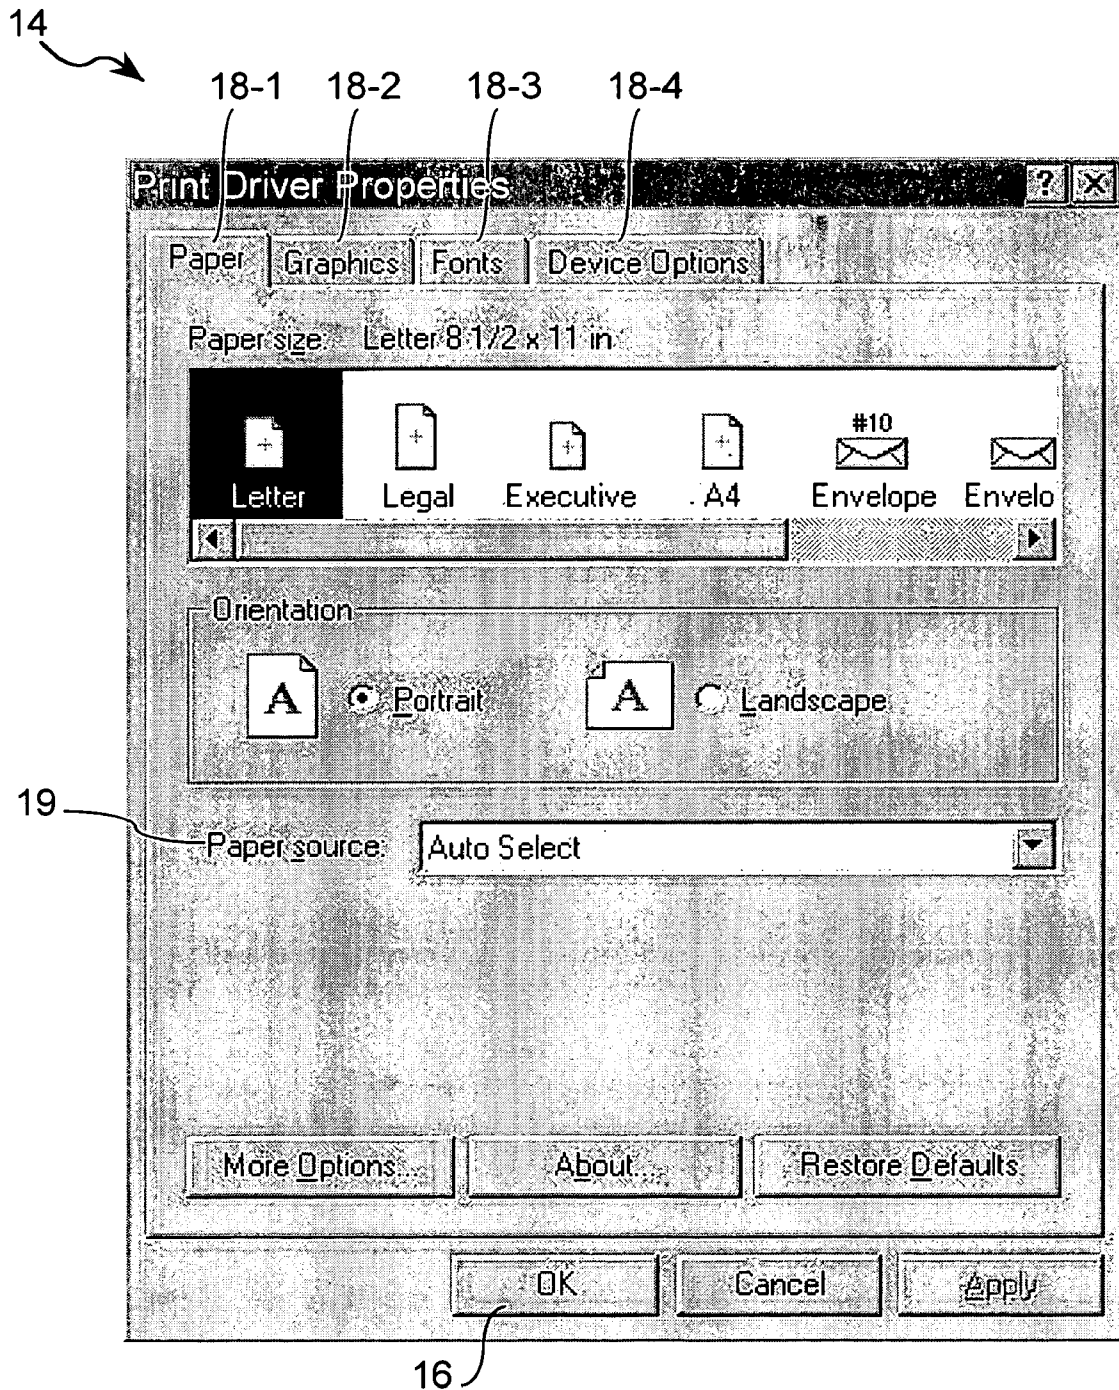 14
18-1 18-2 18-3 18-4
Print Driver Properties ? X
Paper Graphics Fonts Device Options
Paper size: Letter 8 1/2 x 11 in
#10
Letter Legal Executive A4 Envelope Envelo
Orientation
A Portrait A Landscape
19
Paper source: Auto Select
More Options... About... Restore Defaults
OK Cancel Apply
16